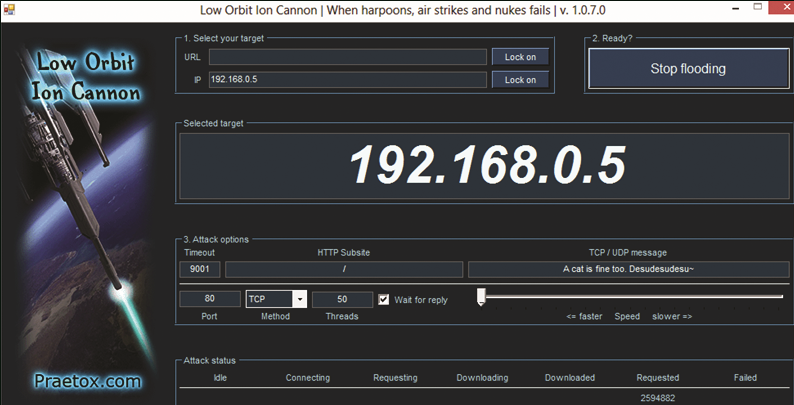 Low Orbit Ion Cannon | When harpoons, air strikes and nukes fails | v. 1.0.7.0
Low Orbit
Ion Cannon
Praetox.com
1. Select your target
URL
Lock on
IP
192.168.0.5
Lock on
2. Ready?
Stop flooding
Selected target
192.168.0.5
3. Attack options
Timeout
HTTP Subsite
TCP / UDP message
9001
/
A cat is fine too. Desudesudesu~
80
TCP
50
Wait for reply
Port
Method
Threads
<= faster Speed slower =>
Attack status
Idle Connecting Requesting Downloading Downloaded Requested Failed
2594882